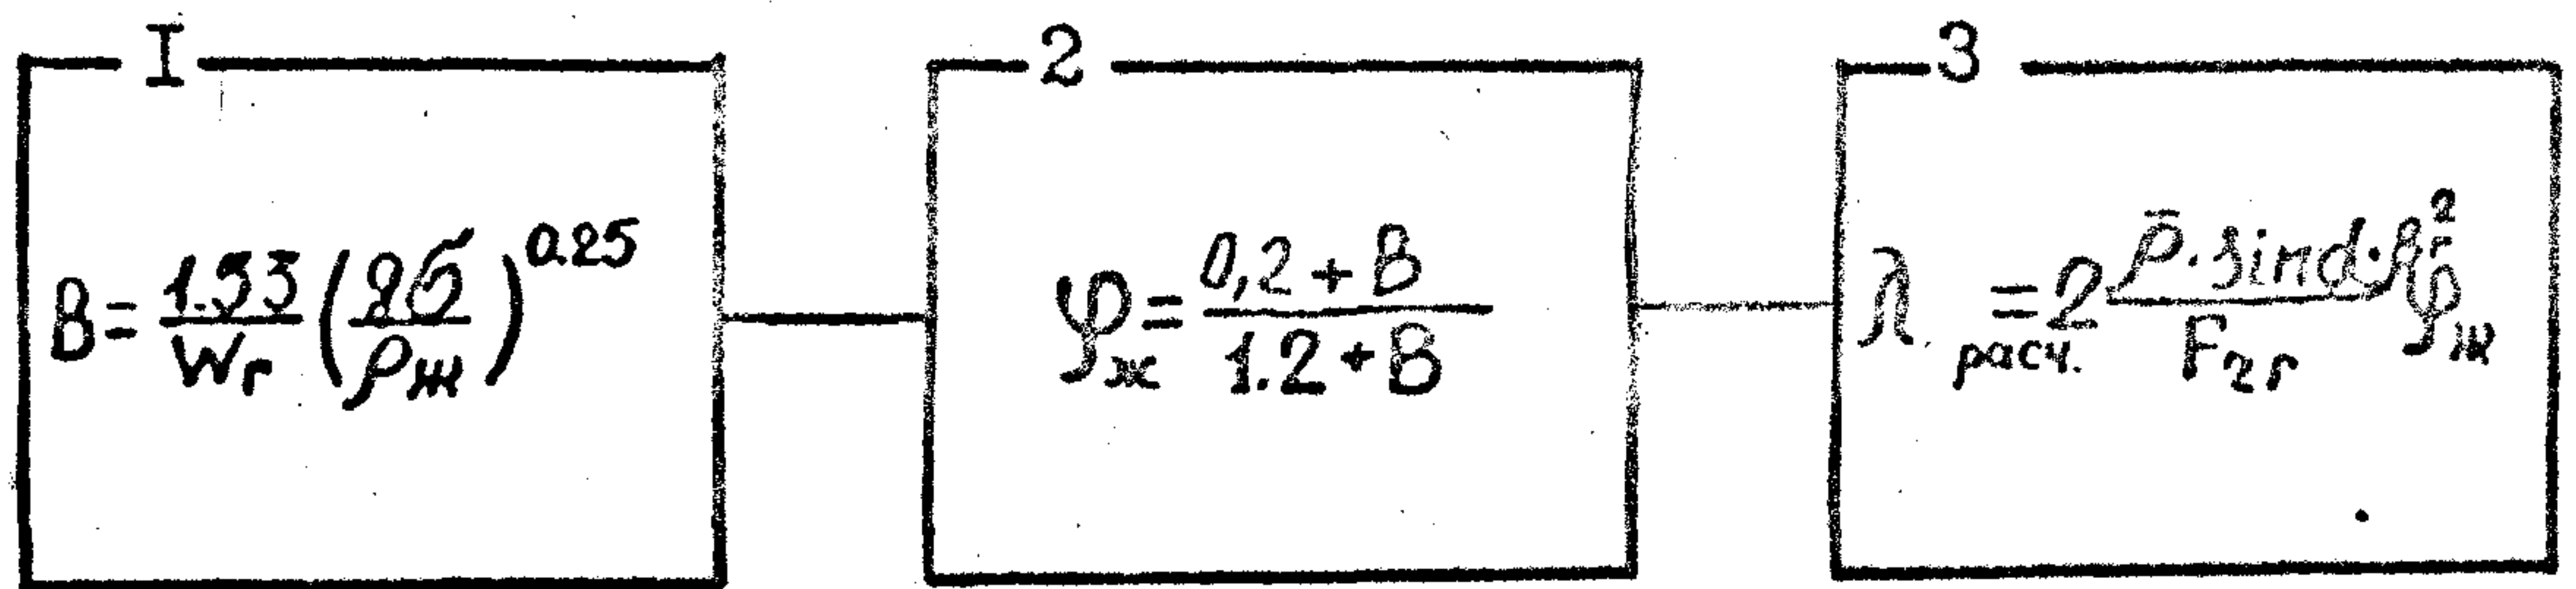 I
B = 1.53/Wг (gσ/ρж)^0.25
2
φж = (0,2 + B)/(1.2 + B)
3
λрасч. = 2 ρ̄·sinα· φж / F2г